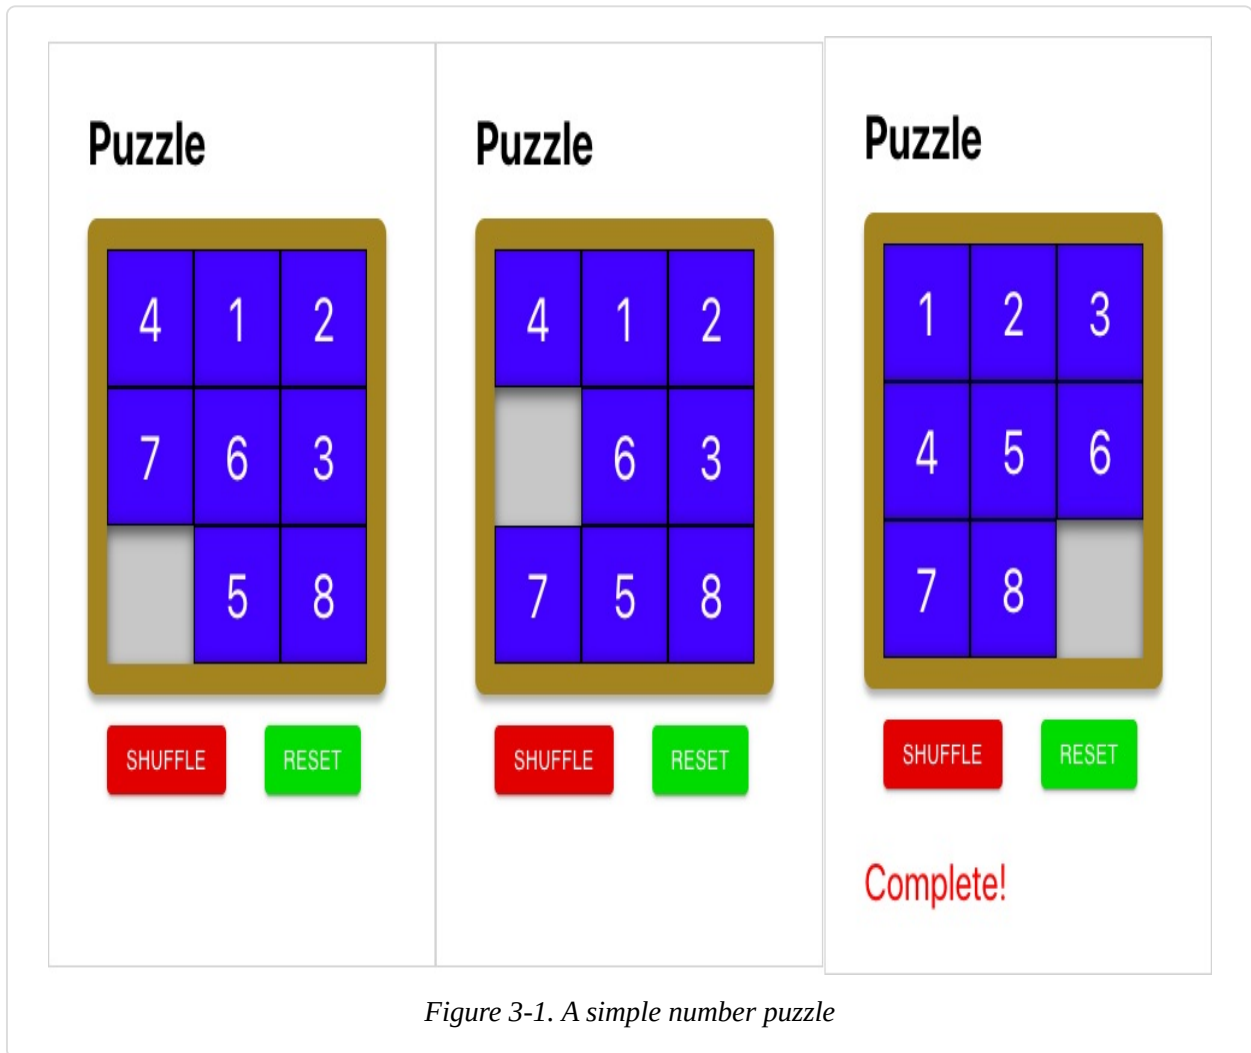 Puzzle
4 1 2
7 6 3
5 8
SHUFFLE RESET
Puzzle
4 1 2
6 3
7 5 8
SHUFFLE RESET
Puzzle
1 2 3
4 5 6
7 8
SHUFFLE RESET
Complete!
Figure 3-1. A simple number puzzle